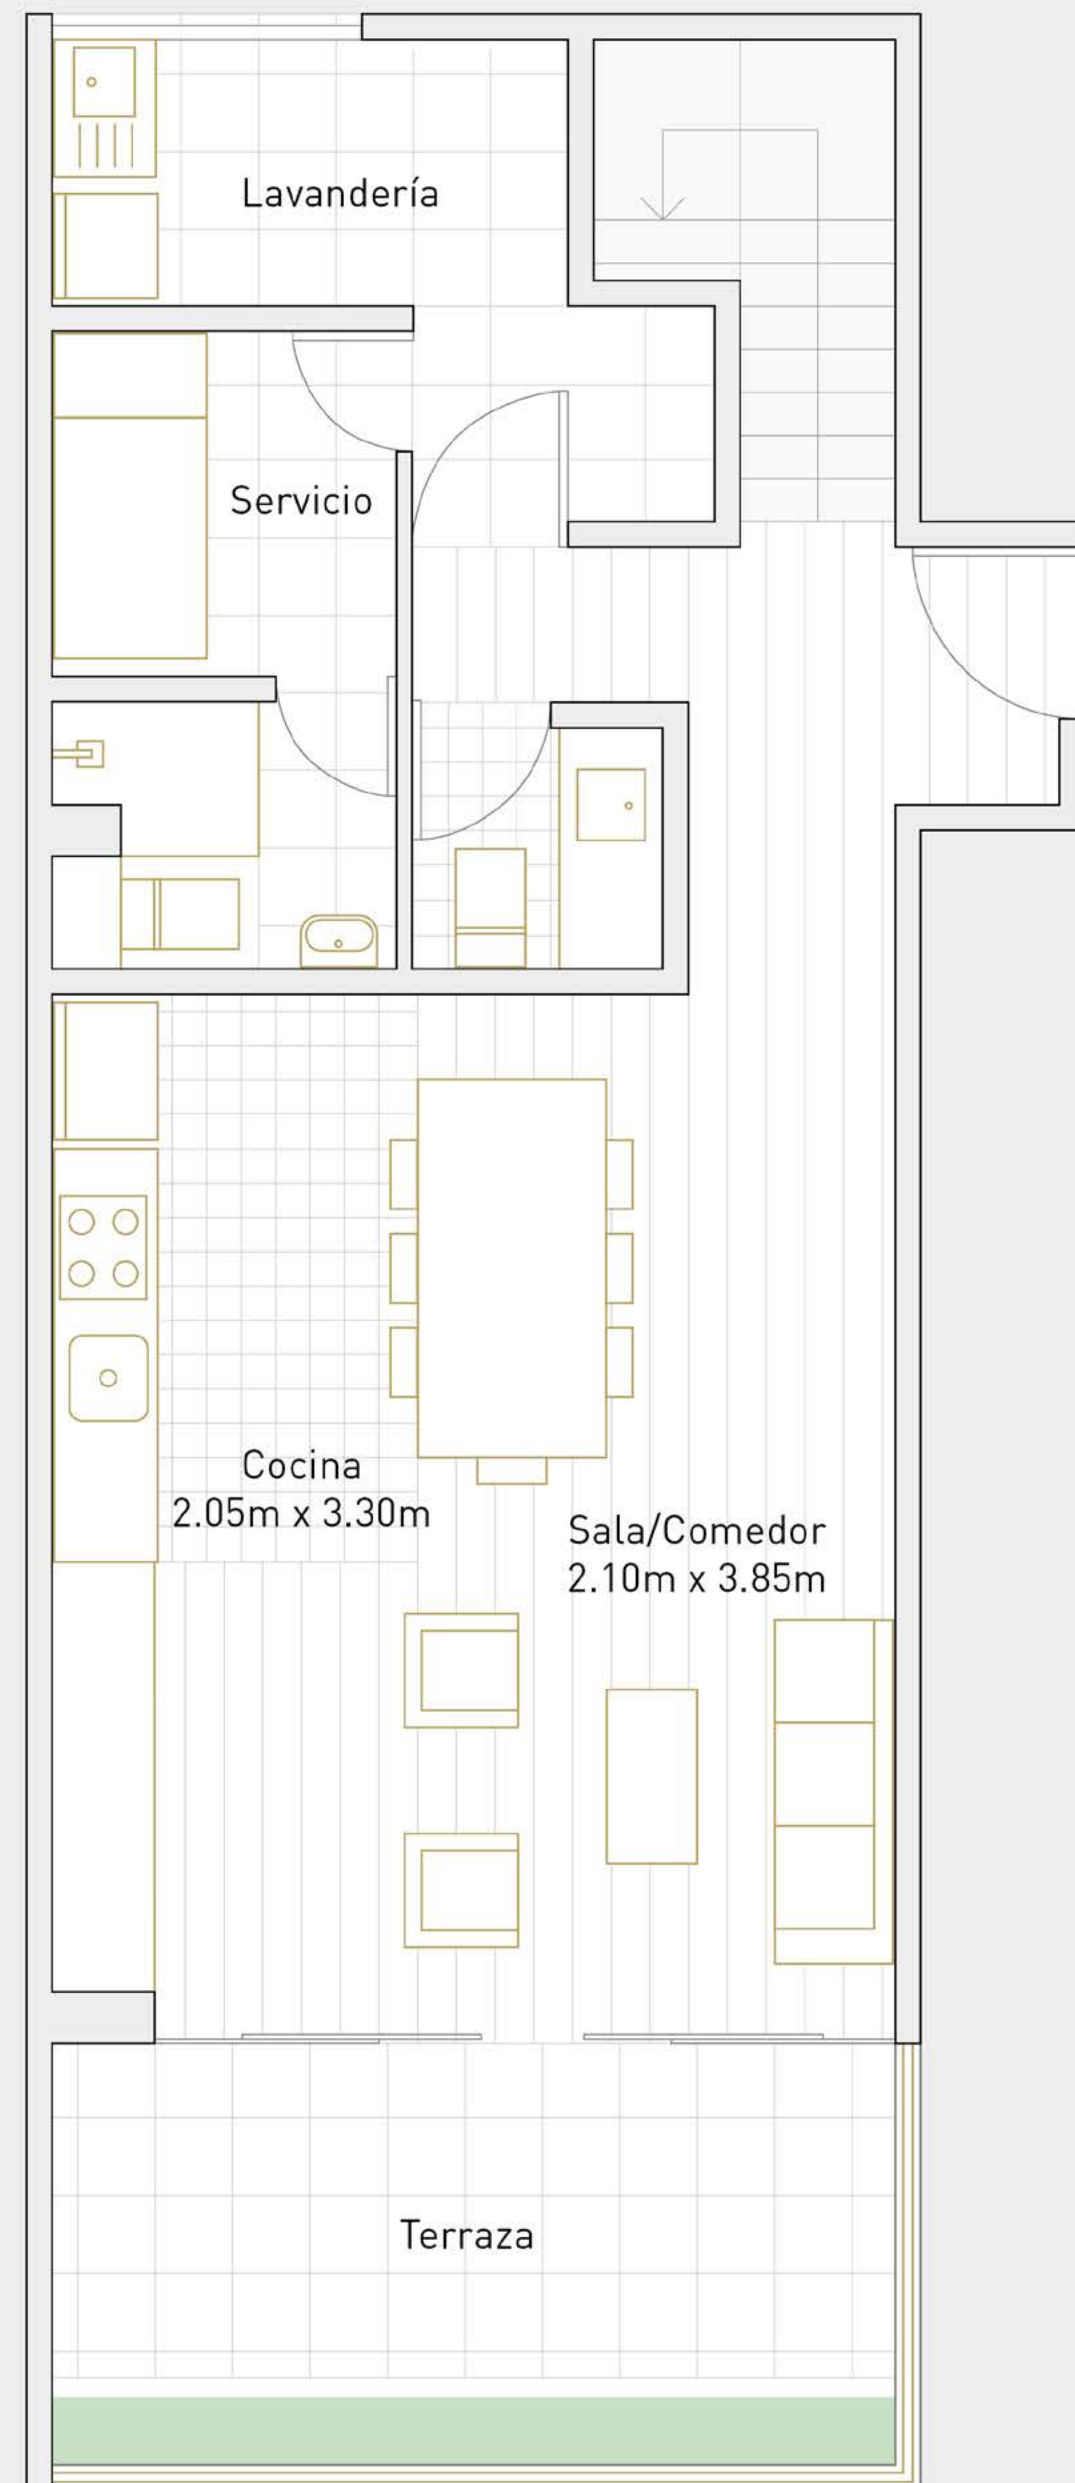 Lavandería
Servicio
Cocina
2.05m x 3.30m
Sala/Comedor
2.10m x 3.85m
Terraza